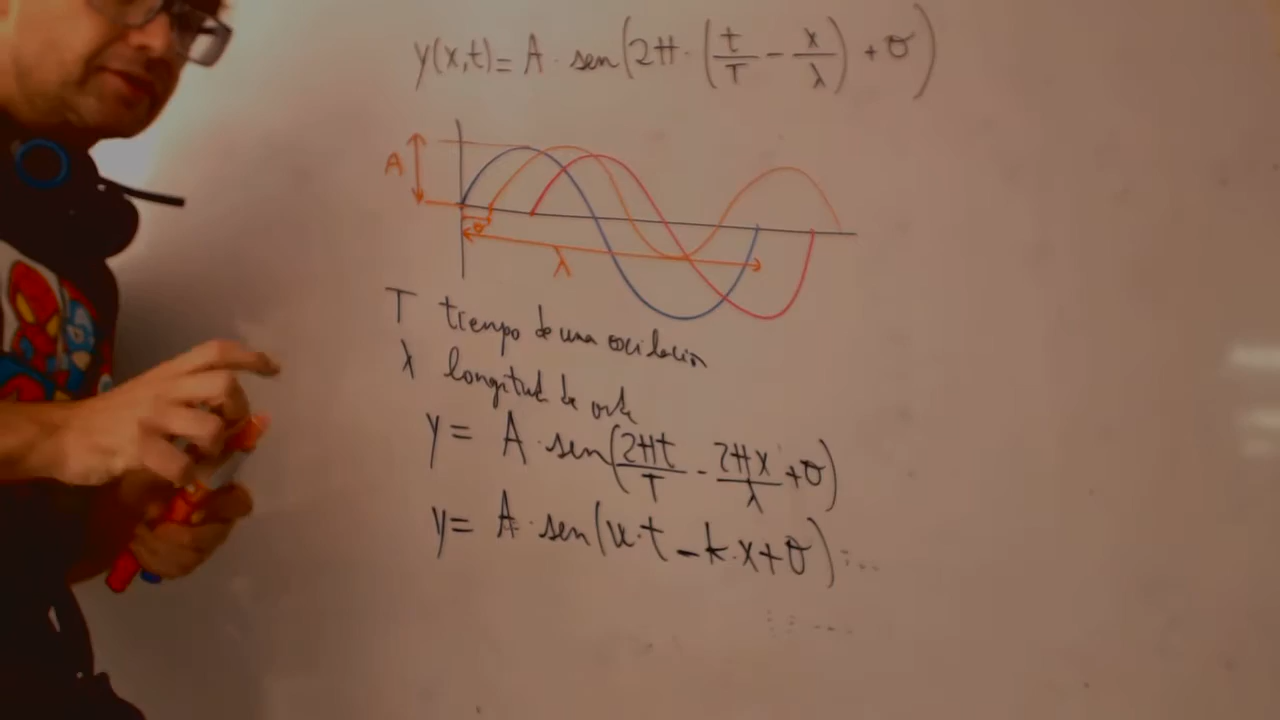 y(x,t) = A · sen(2π · (t/T − x/λ) + θ)
A
θ
λ
T tiempo de una oscilación
λ longitud de onda
y = A · sen(2πt/T − 2πx/λ + θ)
y = A · sen(ω·t − k·x + θ)